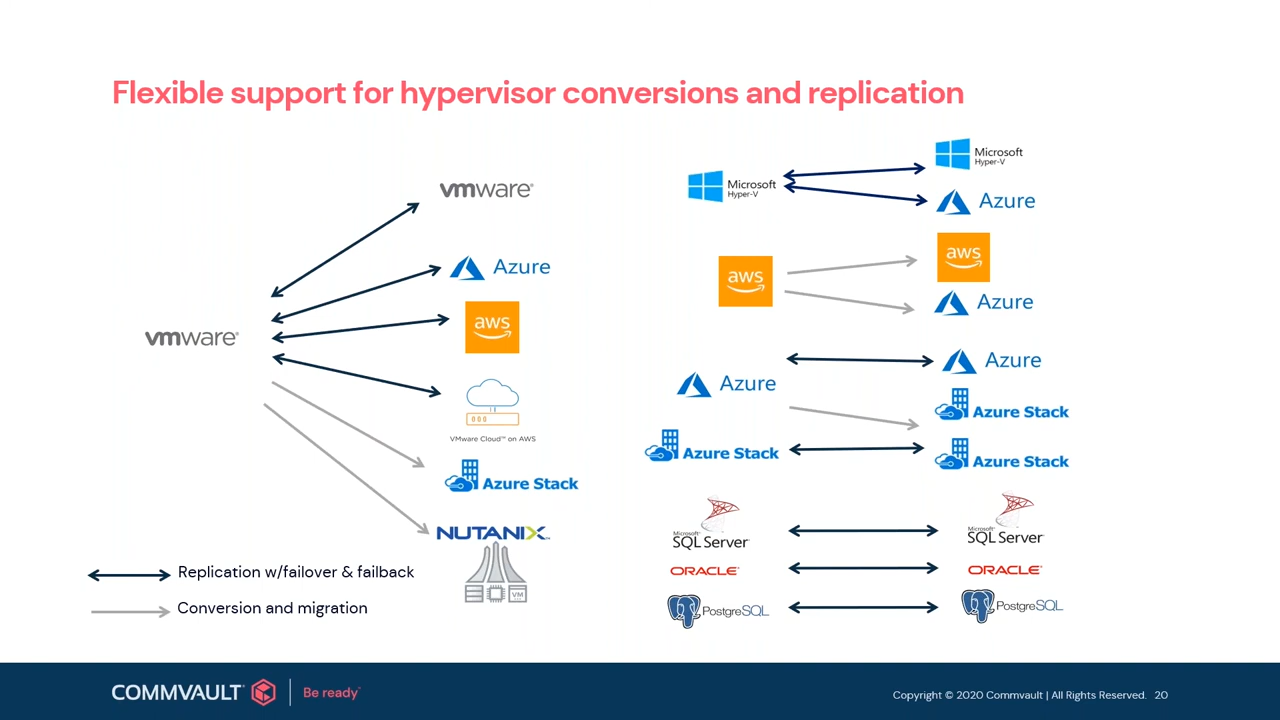 Flexible support for hypervisor conversions and replication
vmware®
vmware®
Azure
aws
VMware Cloud™ on AWS
Azure Stack
NUTANIX™
VM
Replication w/failover & failback
Conversion and migration
Microsoft
Hyper-V
Microsoft
Hyper-V
Azure
aws
aws
Azure
Azure
Azure
Azure Stack
Azure Stack
Azure Stack
Microsoft®
SQL Server®
Microsoft®
SQL Server®
ORACLE®
ORACLE®
PostgreSQL
PostgreSQL
COMMVAULT
Be ready
Copyright © 2020 Commvault | All Rights Reserved. 20